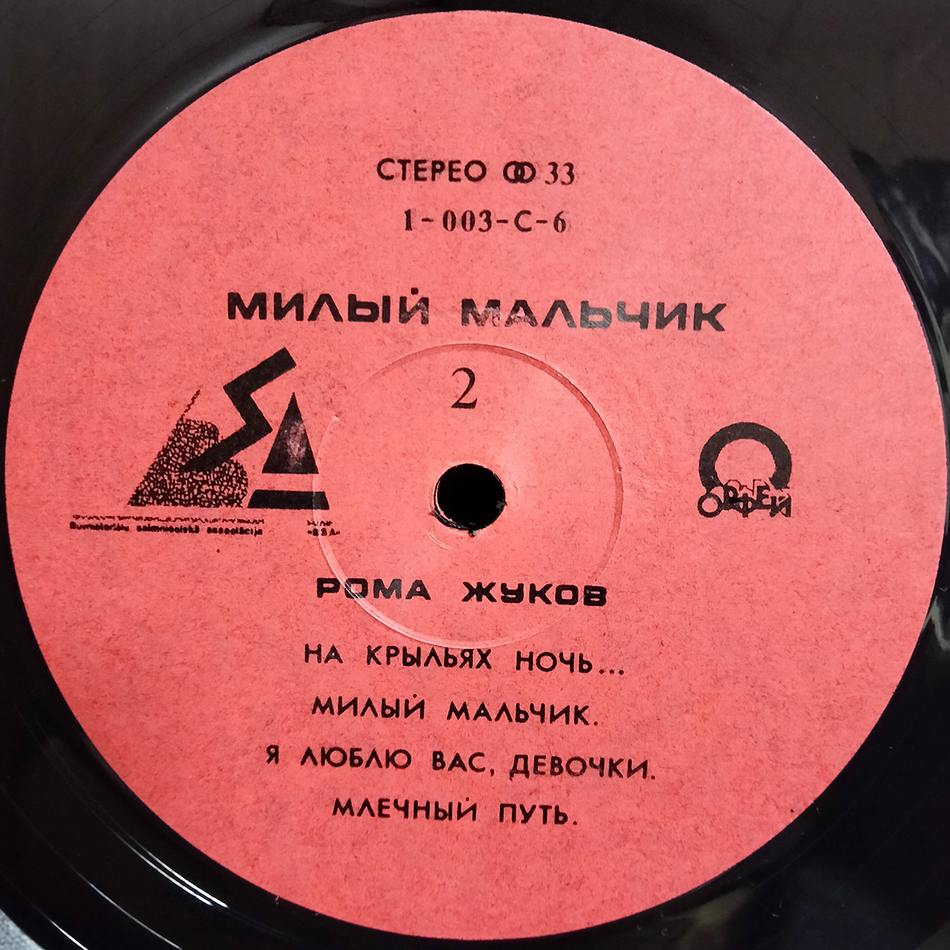 СТЕРЕО 33
1-003-С-6
МИЛЫЙ МАЛЬЧИК
2
ОРФЕЙ
РОМА ЖУКОВ
НА КРЫЛЬЯХ НОЧЬ...
МИЛЫЙ МАЛЬЧИК.
Я ЛЮБЛЮ ВАС, ДЕВОЧКИ.
МЛЕЧНЫЙ ПУТЬ.